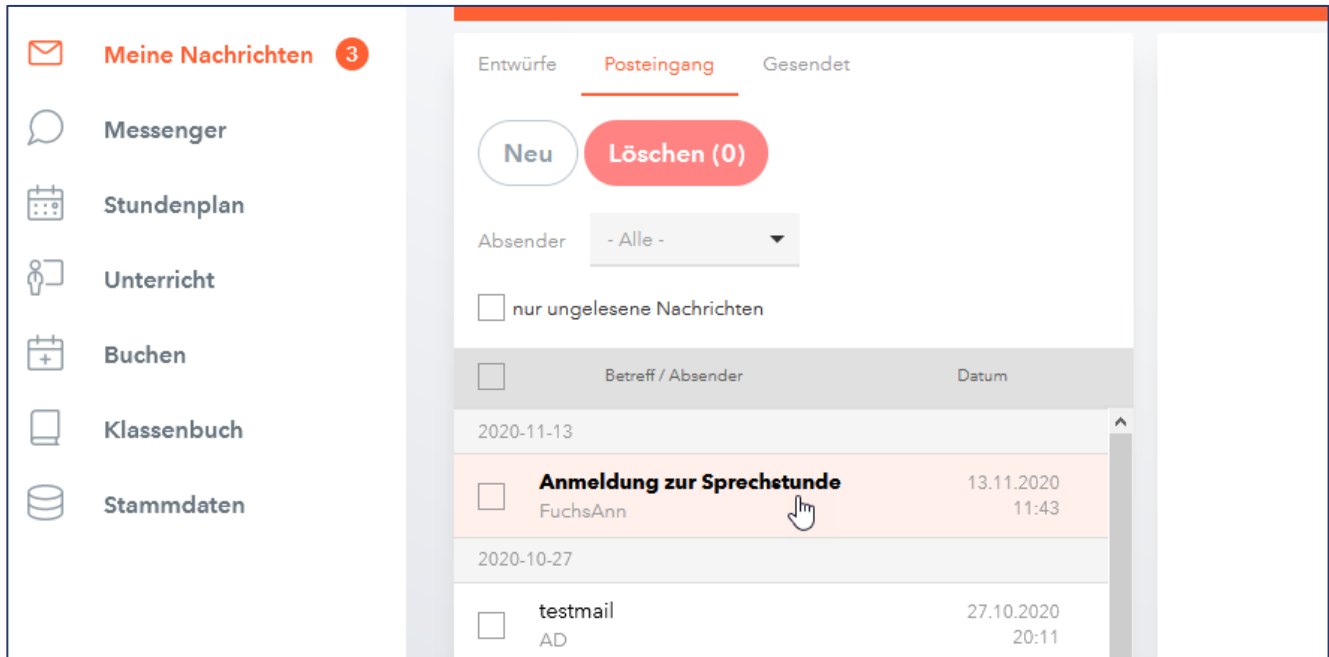 Meine Nachrichten 3
Messenger
Stundenplan
Unterricht
Buchen
Klassenbuch
Stammdaten
Entwürfe Posteingang Gesendet
Neu Löschen (0)
Absender - Alle -
nur ungelesene Nachrichten
Betreff / Absender Datum
2020-11-13
Anmeldung zur Sprechstunde 13.11.2020
FuchsAnn 11:43
2020-10-27
testmail 27.10.2020
AD 20:11